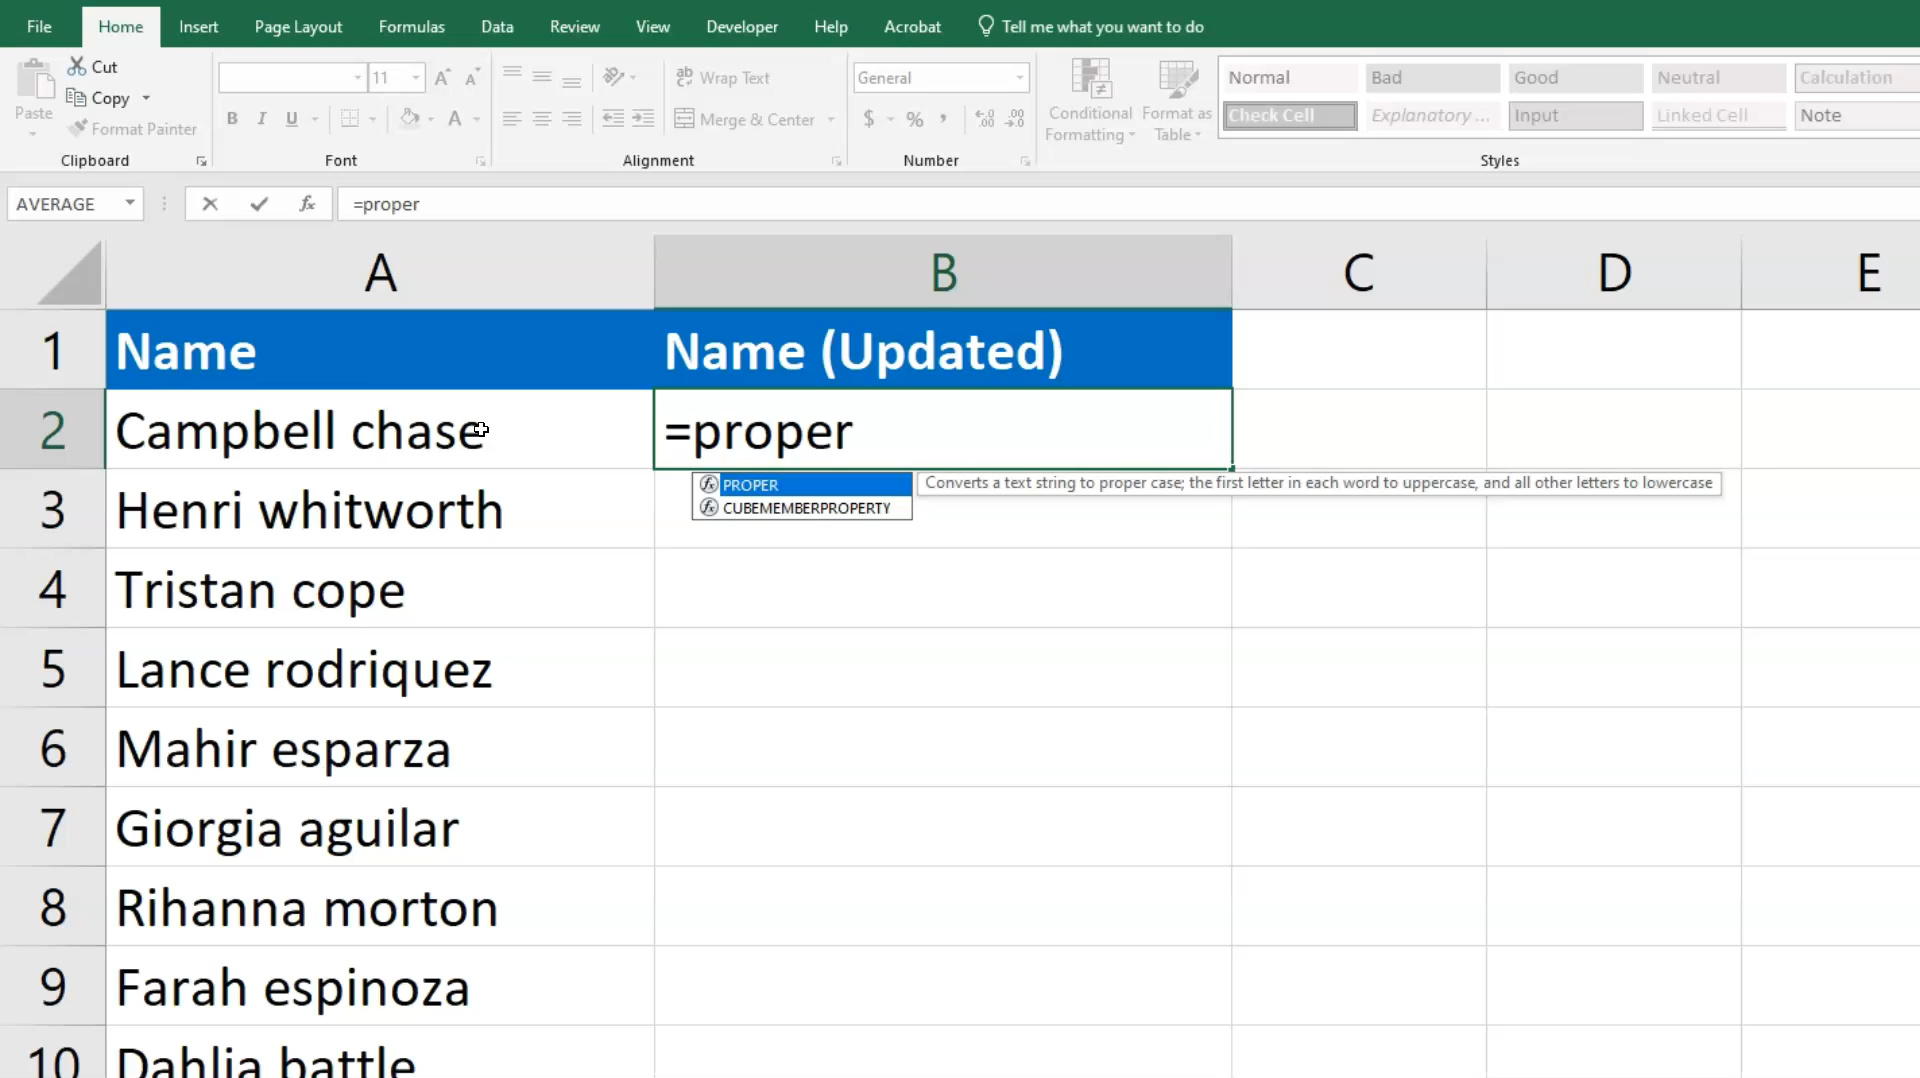 File Home Insert Page Layout Formulas Data Review View Developer Help Acrobat Tell me what you want to do
Paste
Cut
Copy
Format Painter
Clipboard
11
B I U
Font
Wrap Text
Merge & Center
Alignment
General
$ % ,
Number
Conditional Formatting
Format as Table
Normal Bad Good Neutral Calculation
Check Cell Explanatory ... Input Linked Cell Note
Styles
AVERAGE fx =proper
A B C D E
1 Name Name (Updated)
2 Campbell chase =proper
PROPER Converts a text string to proper case; the first letter in each word to uppercase, and all other letters to lowercase
CUBEMEMBERPROPERTY
3 Henri whitworth
4 Tristan cope
5 Lance rodriquez
6 Mahir esparza
7 Giorgia aguilar
8 Rihanna morton
9 Farah espinoza
10 Dahlia battle